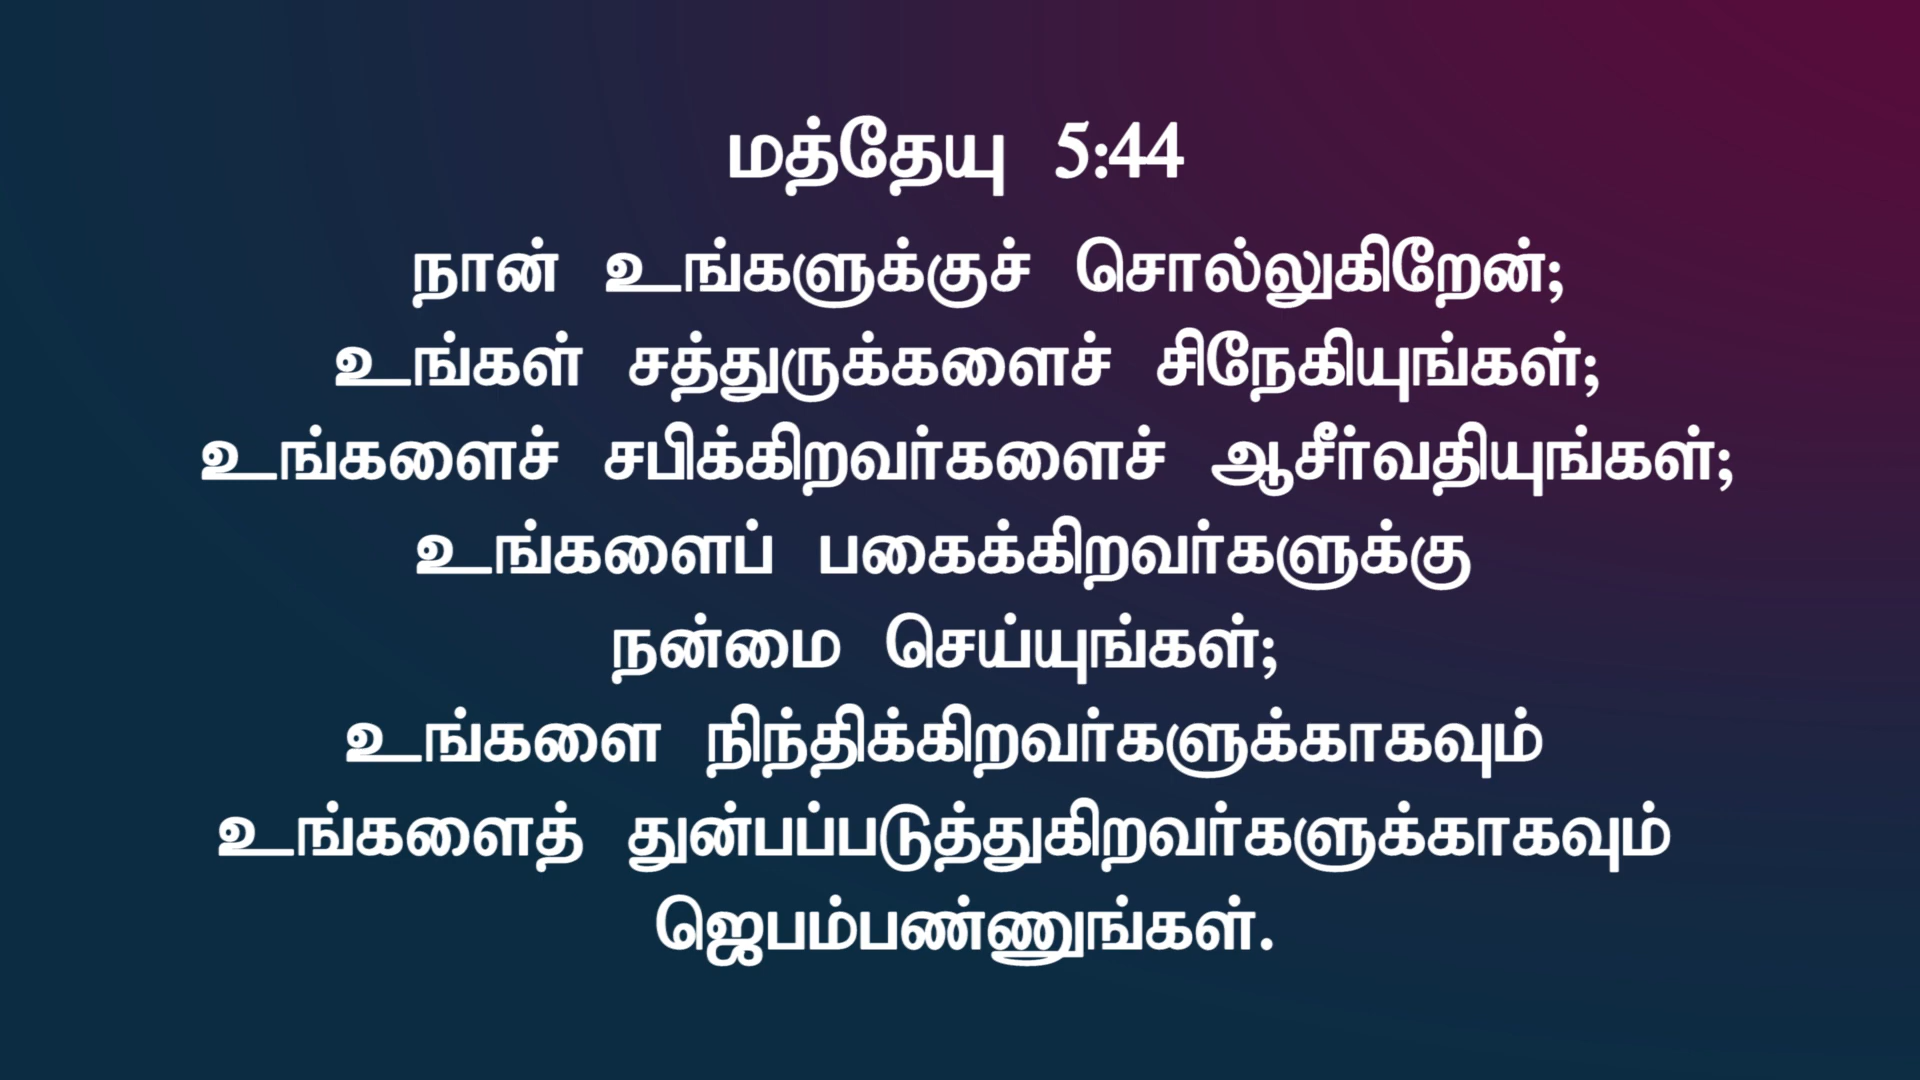 மத்தேயு 5:44
நான் உங்களுக்குச் சொல்லுகிறேன்;
உங்கள் சத்துருக்களைச் சிநேகியுங்கள்;
உங்களைச் சபிக்கிறவர்களைச் ஆசீர்வதியுங்கள்;
உங்களைப் பகைக்கிறவர்களுக்கு
நன்மை செய்யுங்கள்;
உங்களை நிந்திக்கிறவர்களுக்காகவும்
உங்களைத் துன்பப்படுத்துகிறவர்களுக்காகவும்
ஜெபம்பண்ணுங்கள்.